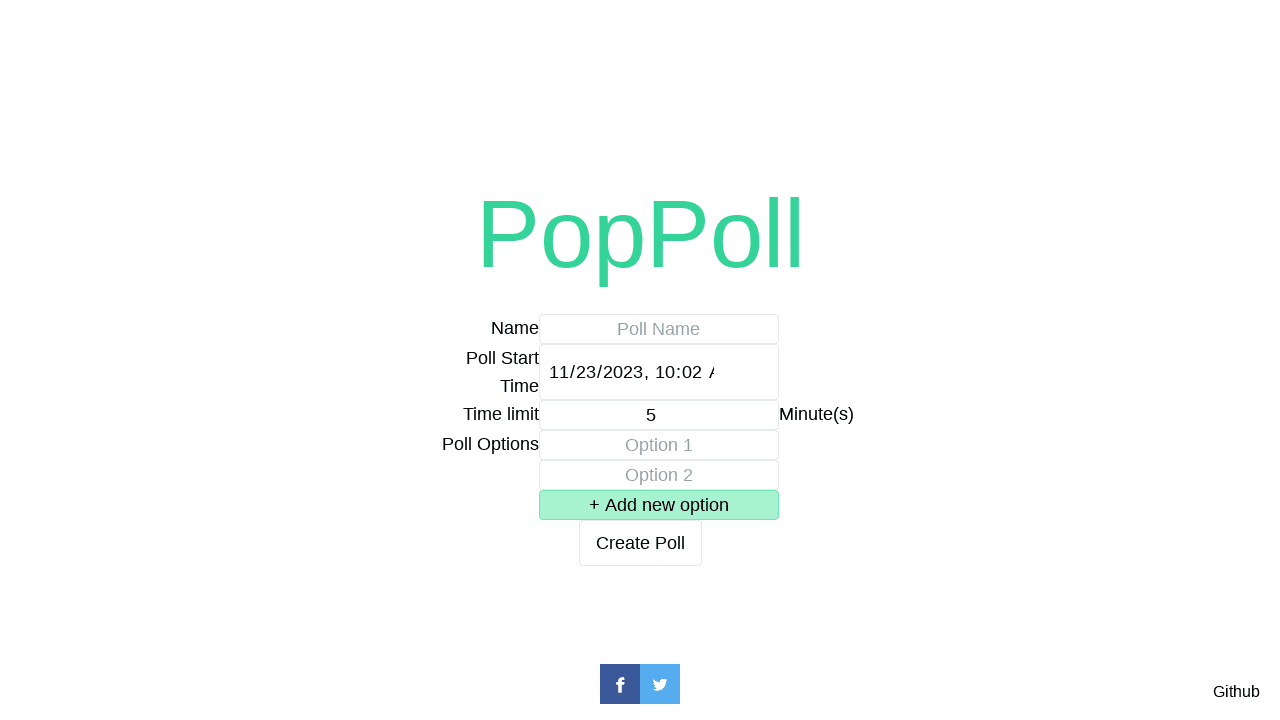 PopPoll
Name Poll Name
Poll Start Time 11/23/2023, 10:02
Time limit 5 Minute(s)
Poll Options Option 1
Option 2
+ Add new option
Create Poll
Github